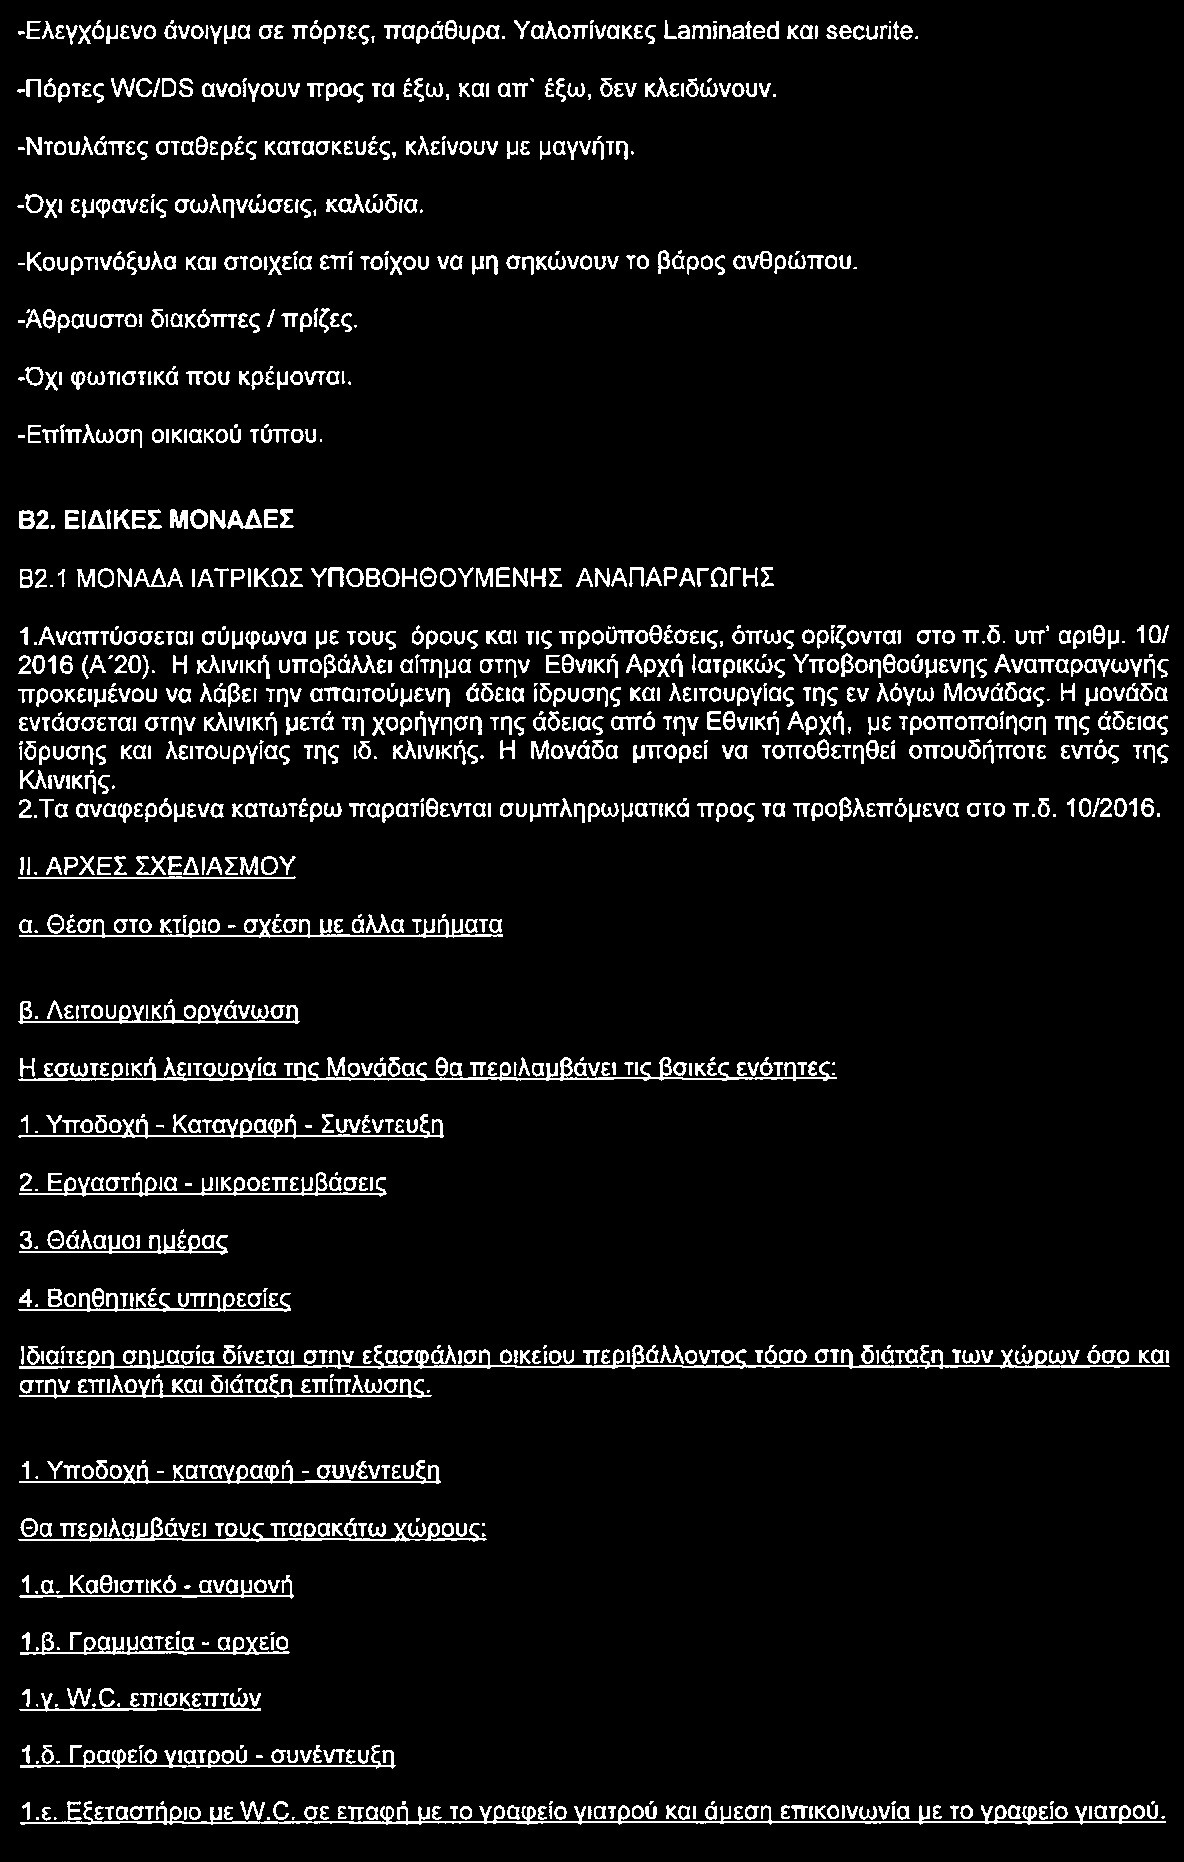 -Ελεγχόμενο άνοιγμα σε πόρτες, παράθυρα. Υαλοπίνακες Laminated και securite.
-Πόρτες WC/DS ανοίγουν προς τα έξω, και απ' έξω, δεν κλειδώνουν.
-Ντουλάπες σταθερές κατασκευές, κλείνουν με μαγνήτη.
-Όχι εμφανείς σωληνώσεις, καλώδια.
-Κουρτινόξυλα και στοιχεία επί τοίχου να μη σηκώνουν το βάρος ανθρώπου.
-Άθραυστοι διακόπτες / πρίζες.
-Όχι φωτιστικά που κρέμονται.
-Επίπλωση οικιακού τύπου.
Β2. ΕΙΔΙΚΕΣ ΜΟΝΑΔΕΣ
Β2.1 ΜΟΝΑΔΑ ΙΑΤΡΙΚΩΣ ΥΠΟΒΟΗΘΟΥΜΕΝΗΣ ΑΝΑΠΑΡΑΓΩΓΗΣ
1.Αναπτύσσεται σύμφωνα με τους όρους και τις προϋποθέσεις, όπως ορίζονται στο π.δ. υπ' αριθμ. 10/
2016 (Α΄20). Η κλινική υποβάλλει αίτημα στην Εθνική Αρχή Ιατρικώς Υποβοηθούμενης Αναπαραγωγής
προκειμένου να λάβει την απαιτούμενη άδεια ίδρυσης και λειτουργίας της εν λόγω Μονάδας. Η μονάδα
εντάσσεται στην κλινική μετά τη χορήγηση της άδειας από την Εθνική Αρχή, με τροποποίηση της άδειας
ίδρυσης και λειτουργίας της ιδ. κλινικής. Η Μονάδα μπορεί να τοποθετηθεί οπουδήποτε εντός της
Κλινικής.
2.Τα αναφερόμενα κατωτέρω παρατίθενται συμπληρωματικά προς τα προβλεπόμενα στο π.δ. 10/2016.
ΙΙ. ΑΡΧΕΣ ΣΧΕΔΙΑΣΜΟΥ
α. Θέση στο κτίριο - σχέση με άλλα τμήματα
β. Λειτουργική οργάνωση
Η εσωτερική λειτουργία της Μονάδας θα περιλαμβάνει τις βσικές ενότητες:
1. Υποδοχή - Καταγραφή - Συνέντευξη
2. Εργαστήρια - μικροεπεμβάσεις
3. Θάλαμοι ημέρας
4. Βοηθητικές υπηρεσίες
Ιδιαίτερη σημασία δίνεται στην εξασφάλιση οικείου περιβάλλοντος τόσο στη διάταξη των χώρων όσο και
στην επιλογή και διάταξη επίπλωσης.
1. Υποδοχή - καταγραφή - συνέντευξη
Θα περιλαμβάνει τους παρακάτω χώρους:
1.α. Καθιστικό - αναμονή
1.β. Γραμματεία - αρχείο
1.γ. W.C. επισκεπτών
1.δ. Γραφείο γιατρού - συνέντευξη
1.ε. Εξεταστήριο με W.C. σε επαφή με το γραφείο γιατρού και άμεση επικοινωνία με το γραφείο γιατρού.